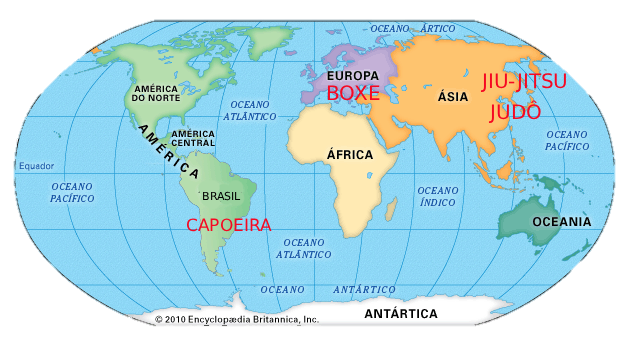 OCEANO ÁRTICO
EUROPA
BOXE
JIU-JITSU
AMÉRICA
DO NORTE
ÁSIA
JUDÔ
OCEANO
ATLÂNTICO
AMÉRICA
CENTRAL
AMÉRICA
OCEANO
PACÍFICO
ÁFRICA
Equador
OCEANO
PACÍFICO
BRASIL
OCEANO
ÍNDICO
CAPOEIRA
OCEANIA
OCEANO
ATLÂNTICO
OCEANO ANTÁRTICO
ANTÁRTICA
© 2010 Encyclopædia Britannica, Inc.